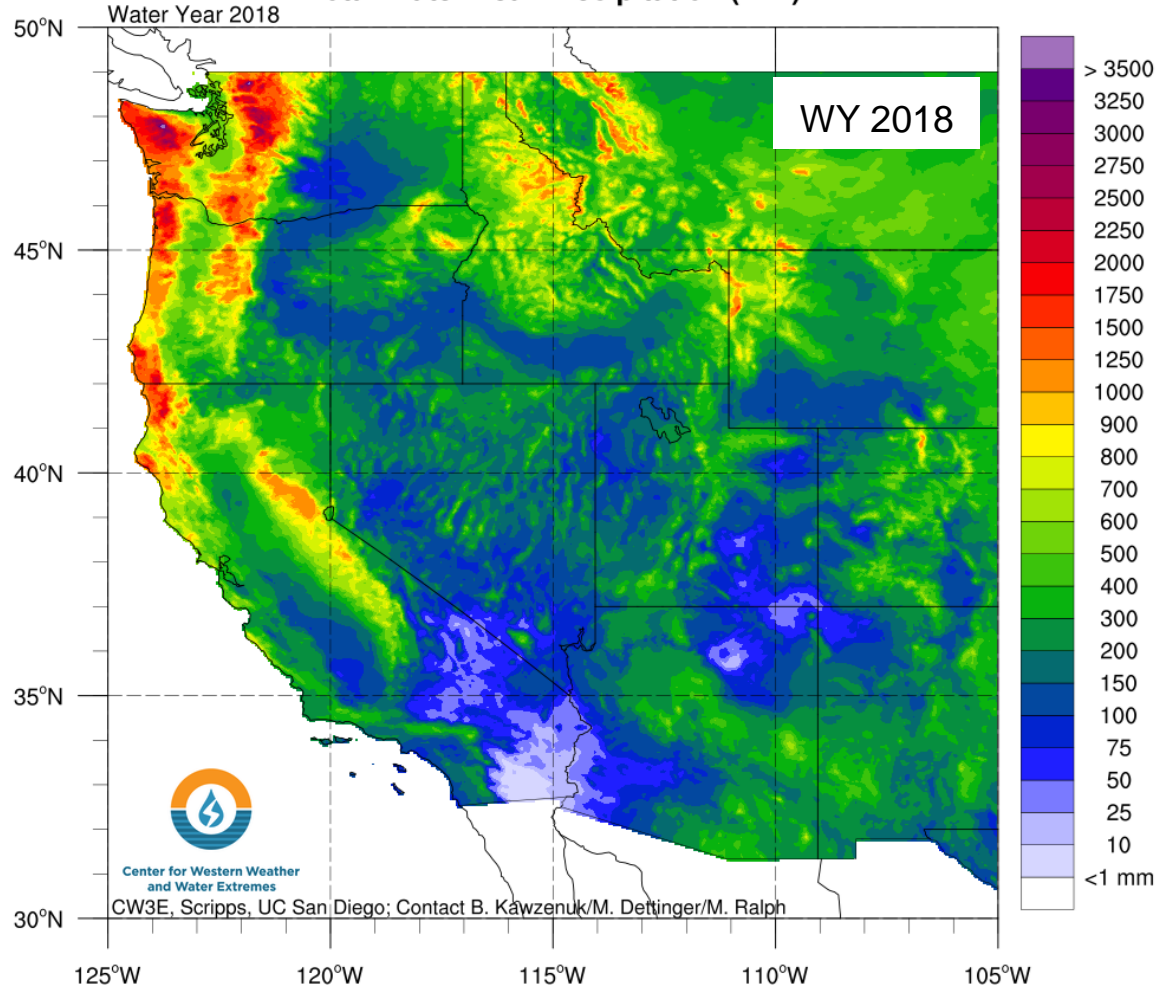 Water Year 2018
50°N
45°N
40°N
35°N
30°N
125°W
120°W
115°W
110°W
105°W
WY 2018
> 3500
3250
3000
2750
2500
2250
2000
1750
1500
1250
1000
900
800
700
600
500
400
300
200
150
100
75
50
25
10
<1 mm
Center for Western Weather
and Water Extremes
CW3E, Scripps, UC San Diego; Contact B. Kawzenuk/M. Dettinger/M. Ralph